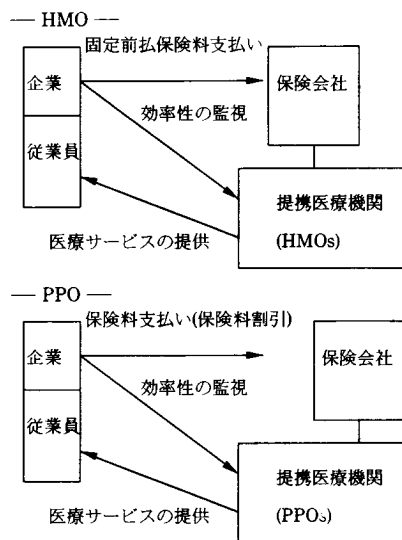 — HMO —
固定前払保険料支払い
企業
保険会社
効率性の監視
従業員
提携医療機関
(HMOs)
医療サービスの提供
— PPO —
保険料支払い(保険料割引)
企業
保険会社
効率性の監視
従業員
提携医療機関
(PPOs)
医療サービスの提供